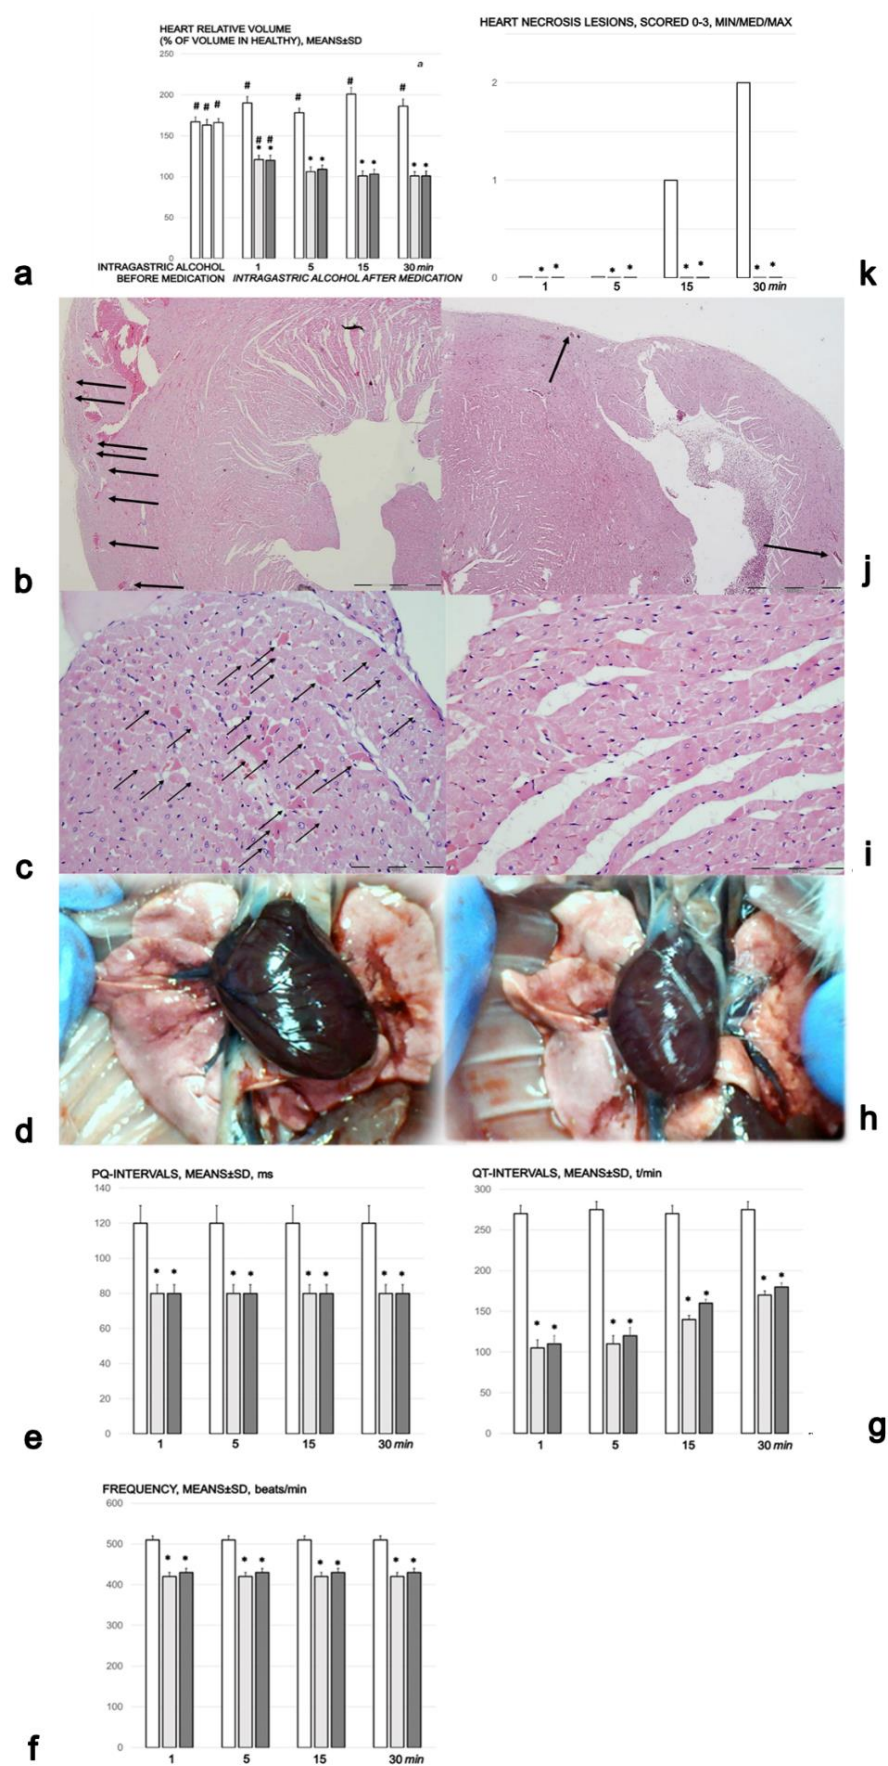 HEART RELATIVE VOLUME
(% OF VOLUME IN HEALTHY), MEANS±SD
250
200
150
100
50
0
a
# # # # # # #
# #
* * * * * * * *
INTRAGASTRIC ALCOHOL
BEFORE MEDICATION
1 5 15 30 min
INTRAGASTRIC ALCOHOL AFTER MEDICATION
a
HEART NECROSIS LESIONS, SCORED 0-3, MIN/MED/MAX
2
1
0
* * * * * * * *
1 5 15 30 min
k
b
j
c
i
d
h
PQ-INTERVALS, MEANS±SD, ms
140
120
100
80
60
40
20
0
* * * * * * * *
1 5 15 30 min
e
QT-INTERVALS, MEANS±SD, t/min
300
250
200
150
100
50
0
* * * * * * * *
1 5 15 30 min
g
FREQUENCY, MEANS±SD, beats/min
600
500
400
300
200
100
0
* * * * * * * *
1 5 15 30 min
f